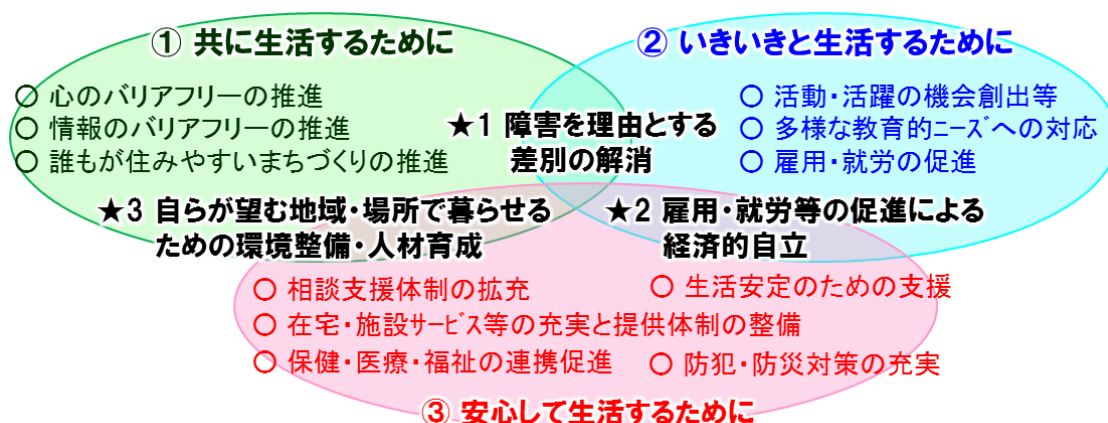 ① 共に生活するために
○ 心のバリアフリーの推進
○ 情報のバリアフリーの推進
○ 誰もが住みやすいまちづくりの推進
② いきいきと生活するために
○ 活動・活躍の機会創出等
○ 多様な教育的ニーズへの対応
○ 雇用・就労の促進
★1 障害を理由とする
差別の解消
★3 自らが望む地域・場所で暮らせる
ための環境整備・人材育成
★2 雇用・就労等の促進による
経済的自立
○ 相談支援体制の拡充
○ 生活安定のための支援
○ 在宅・施設サービス等の充実と提供体制の整備
○ 保健・医療・福祉の連携促進
○ 防犯・防災対策の充実
③ 安心して生活するために